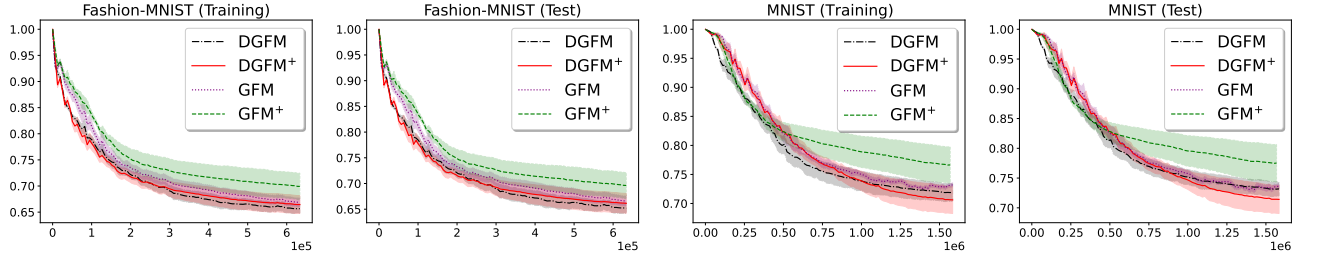 Fashion-MNIST (Training)
1.00
0.95
0.90
0.85
0.80
0.75
0.70
0.65
0 1 2 3 4 5 6
1e5
DGFM
DGFM+
GFM
GFM+
Fashion-MNIST (Test)
1.00
0.95
0.90
0.85
0.80
0.75
0.70
0.65
0 1 2 3 4 5 6
1e5
DGFM
DGFM+
GFM
GFM+
MNIST (Training)
1.00
0.95
0.90
0.85
0.80
0.75
0.70
0.00 0.25 0.50 0.75 1.00 1.25 1.50
1e6
DGFM
DGFM+
GFM
GFM+
MNIST (Test)
1.00
0.95
0.90
0.85
0.80
0.75
0.70
0.00 0.25 0.50 0.75 1.00 1.25 1.50
1e6
DGFM
DGFM+
GFM
GFM+